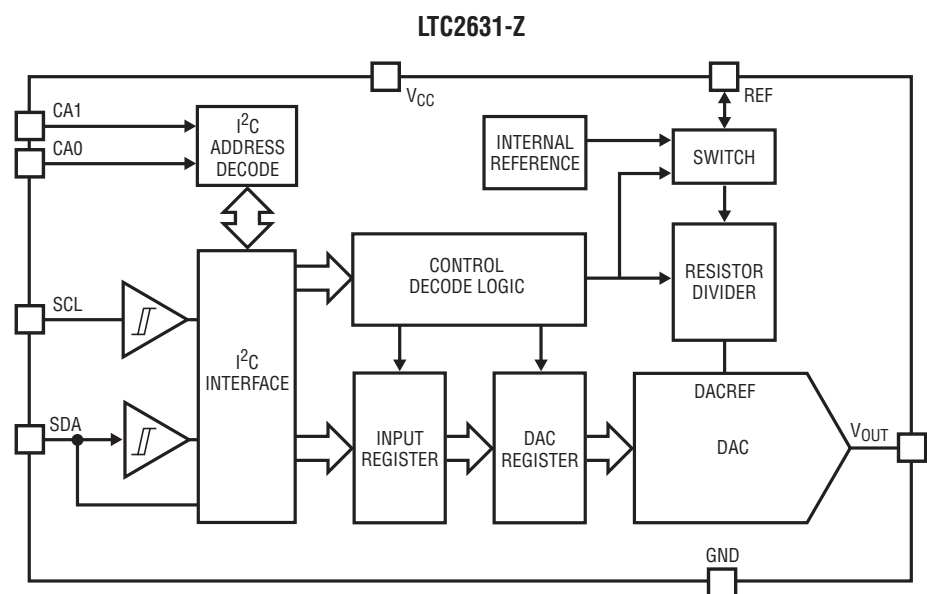 LTC2631-Z
VCC
REF
CA1
CA0
I2C
ADDRESS
DECODE
INTERNAL
REFERENCE
SWITCH
CONTROL
DECODE LOGIC
RESISTOR
DIVIDER
SCL
I2C
INTERFACE
SDA
INPUT
REGISTER
DAC
REGISTER
DACREF
DAC
VOUT
GND